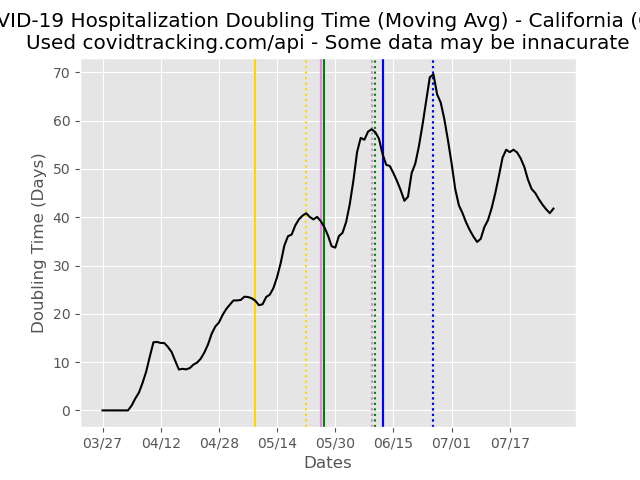 VID-19 Hospitalization Doubling Time (Moving Avg) - California (
Used covidtracking.com/api - Some data may be innacurate
70
60
50
40
30
20
10
0
Doubling Time (Days)
03/27 04/12 04/28 05/14 05/30 06/15 07/01 07/17
Dates